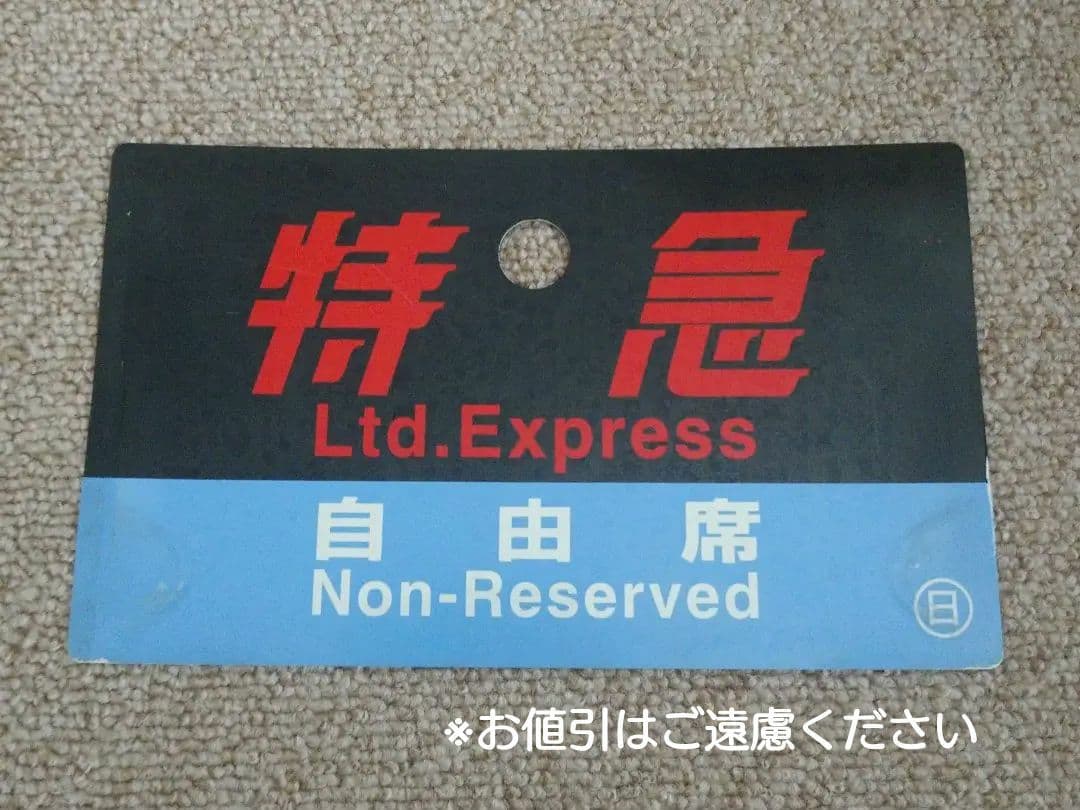 特急
Ltd.Express
自由席
Non-Reserved
日
※お値引はご遠慮ください